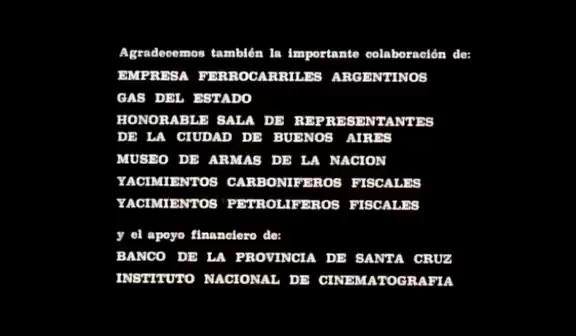 Agradecemos también la importante colaboración de:
EMPRESA FERROCARRILES ARGENTINOS
GAS DEL ESTADO
HONORABLE SALA DE REPRESENTANTES
DE LA CIUDAD DE BUENOS AIRES
MUSEO DE ARMAS DE LA NACION
YACIMIENTOS CARBONIFEROS FISCALES
YACIMIENTOS PETROLIFEROS FISCALES
y el apoyo financiero de:
BANCO DE LA PROVINCIA DE SANTA CRUZ
INSTITUTO NACIONAL DE CINEMATOGRAFIA